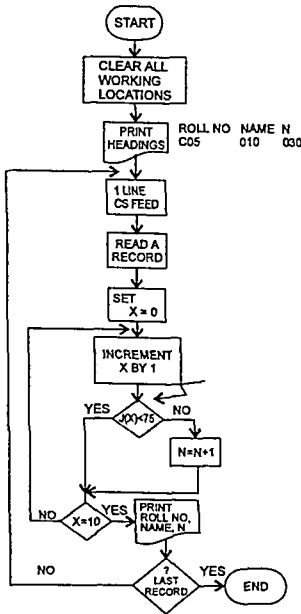 START
CLEAR ALL
WORKING
LOCATIONS
PRINT
HEADINGS
ROLL NO NAME N
C05 010 030
1 LINE
CS FEED
READ A
RECORD
SET
X = 0
INCREMENT
X BY 1
YES J(X)<75 NO
N=N+1
NO X=10 YES
PRINT
ROLL NO,
NAME, N
NO
?
LAST
RECORD
YES
END